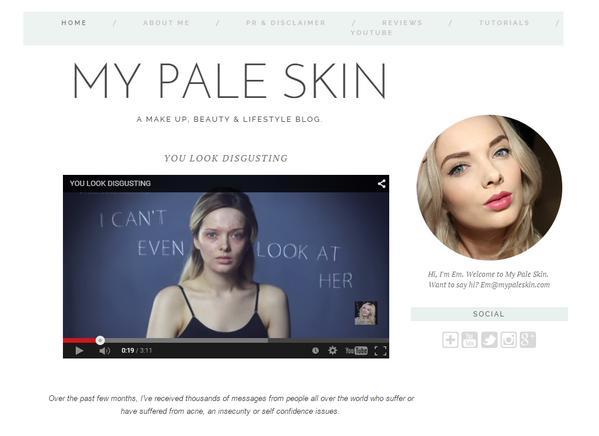 HOME / ABOUT ME / PR & DISCLAIMER / REVIEWS / TUTORIALS /
YOUTUBE
MY PALE SKIN
A MAKE UP, BEAUTY & LIFESTYLE BLOG.
YOU LOOK DISGUSTING
YOU LOOK DISGUSTING
I CAN'T
EVEN LOOK AT
HER
0:19 / 3:11
YouTube
Hi, I'm Em. Welcome to My Pale Skin.
Want to say hi? Em@mypaleskin.com
SOCIAL
You Tube
g+
Over the past few months, I've received thousands of messages from people all over the world who suffer or
have suffered from acne, an insecurity or self confidence issues.